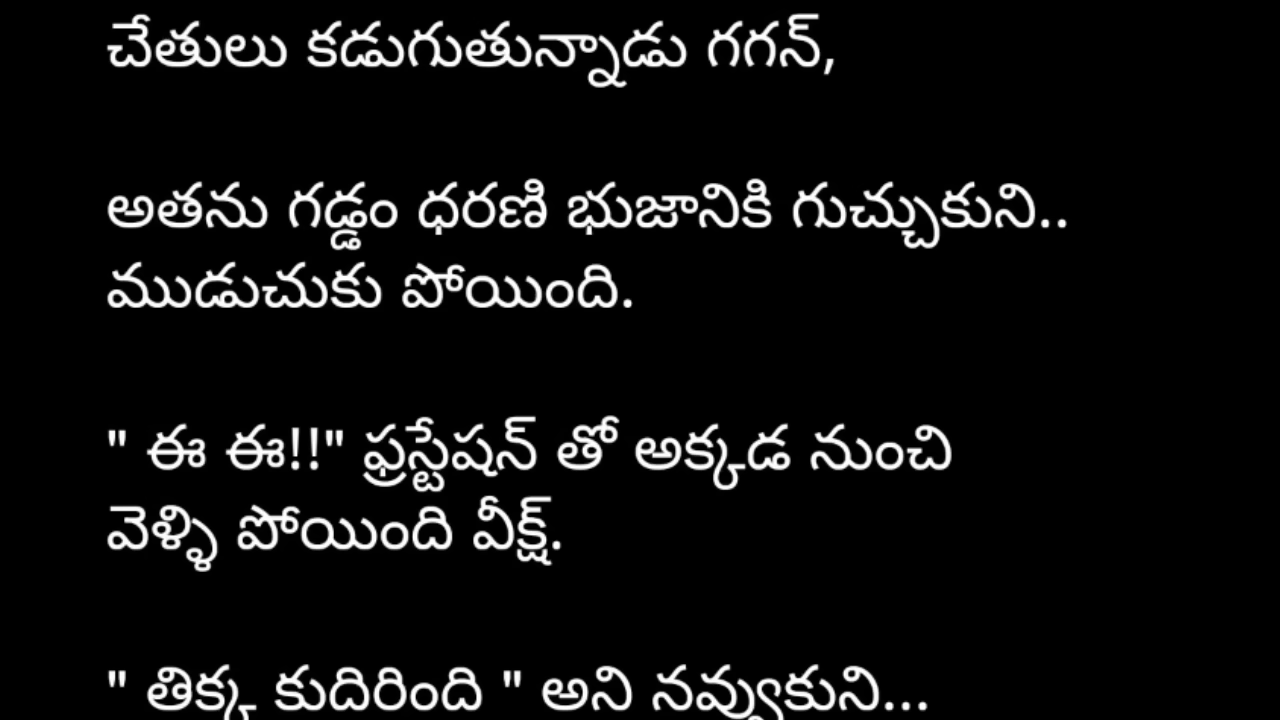 చేతులు కడుగుతున్నాడు గగన్,
అతను గడ్డం ధరణి భుజానికి గుచ్చుకుని..
ముడుచుకు పోయింది.
" ఈ ఈ!!" ఫ్రస్టేషన్ తో అక్కడ నుంచి
వెళ్ళి పోయింది వీక్ష్.
" తిక్క కుదిరింది " అని నవ్వుకుని...